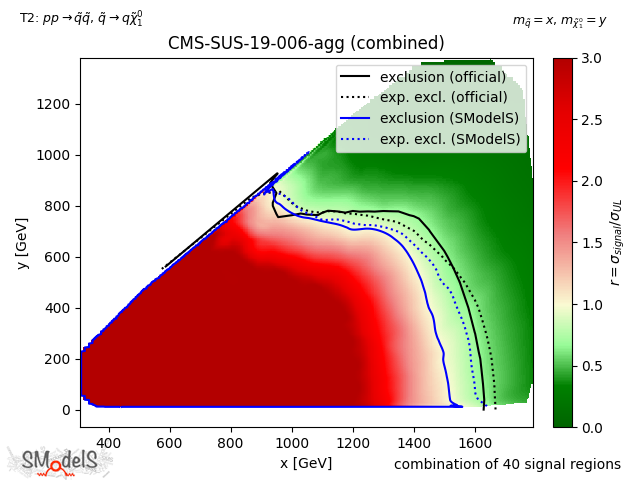 T2: pp → q̃q̃, q̃ → qχ̃₁⁰
m_q̃ = x, m_χ̃₁⁰ = y
CMS-SUS-19-006-agg (combined)
exclusion (official)
exp. excl. (official)
exclusion (SModelS)
exp. excl. (SModelS)
y [GeV]
1200
1000
800
600
400
200
0
400
600
800
1000
1200
1400
1600
x [GeV]
3.0
2.5
2.0
1.5
1.0
0.5
0.0
r = σ_signal/σ_UL
SModelS
combination of 40 signal regions